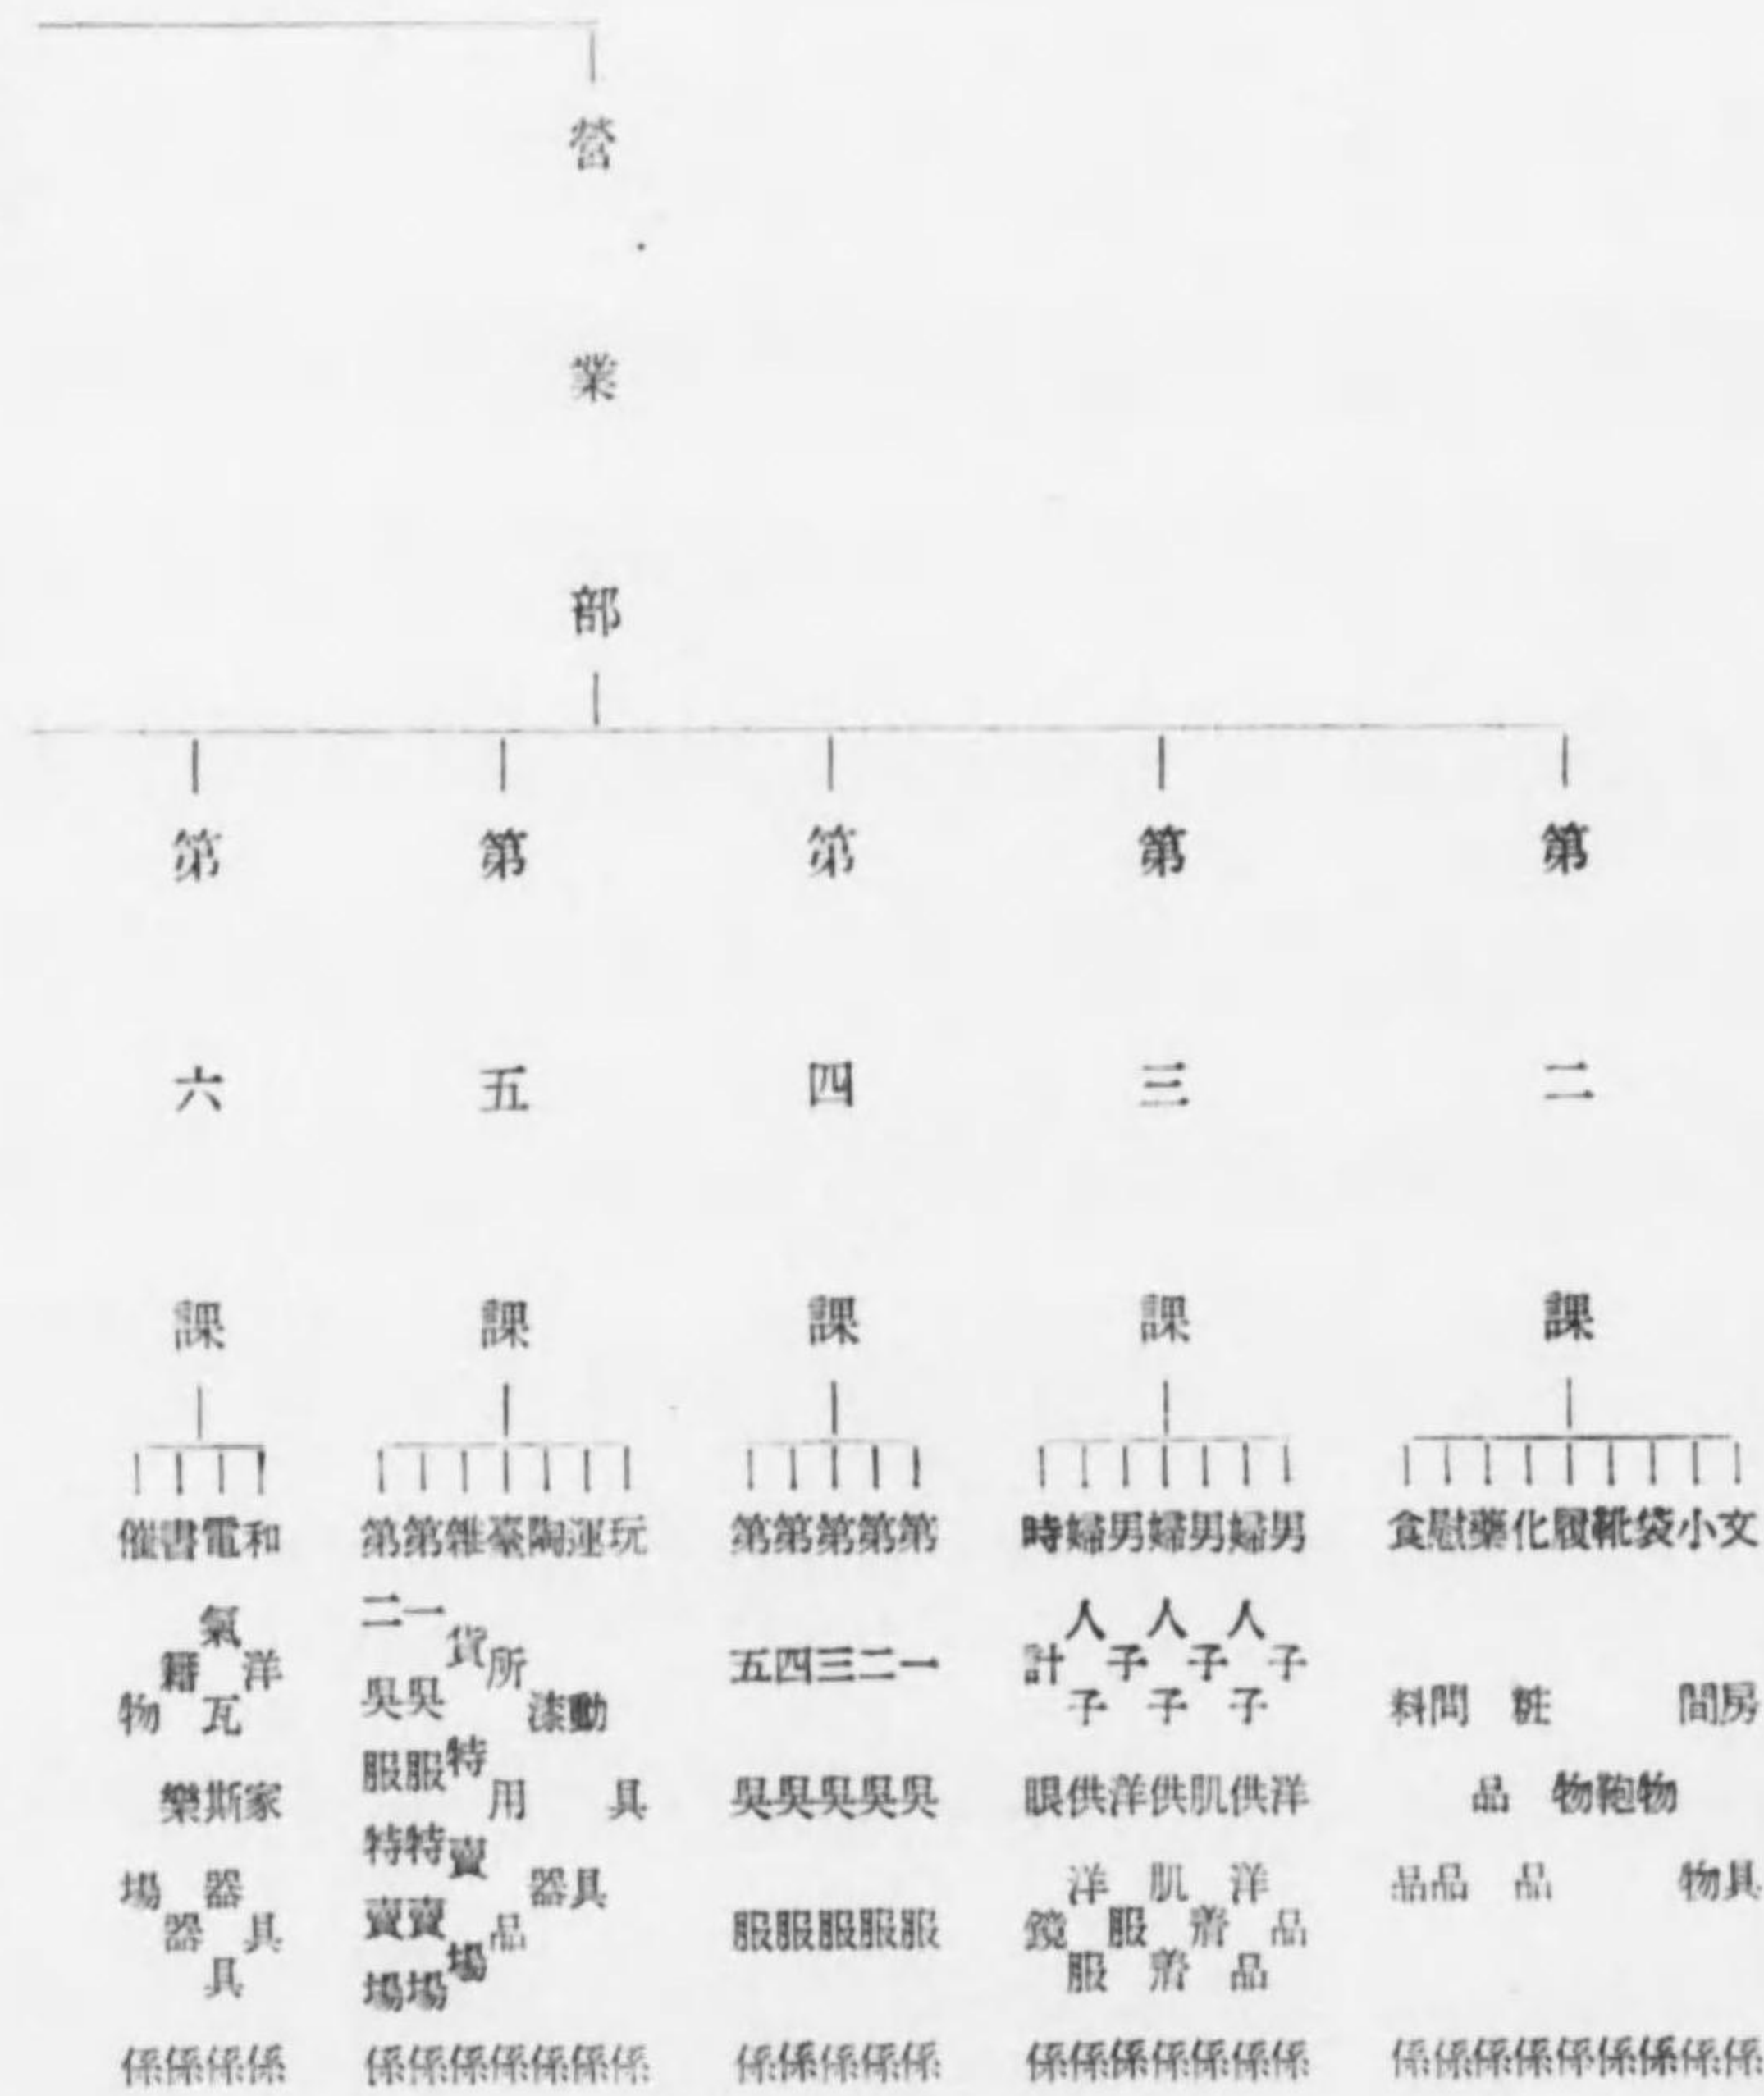 營業部
第二課
文房具係
小間物係
袋物係
靴鞄係
履物係
化粧品係
藥品係
慰問品係
食料品係
第三課
男子洋品係
婦人子供洋品係
男子肌着係
婦人子供肌着係
男子洋服係
婦人子供洋服係
時計眼鏡係
第四課
第一吳服係
第二吳服係
第三吳服係
第四吳服係
第五吳服係
第五課
玩具係
運動具係
陶漆器係
臺所用品係
雜貨特賣場係
第一吳服特賣場係
第二吳服特賣場係
第六課
和洋家具係
電氣瓦斯器具係
書籍樂器係
催物場係